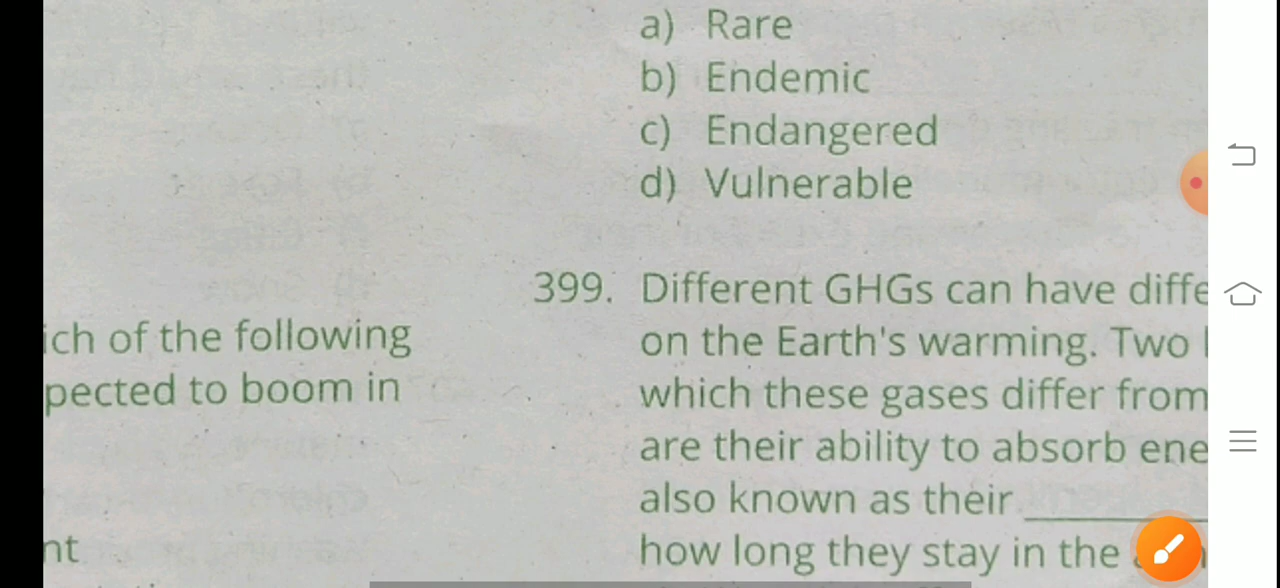 a) Rare
b) Endemic
c) Endangered
d) Vulnerable
399. Different GHGs can have diffe
on the Earth's warming. Two
which these gases differ from
are their ability to absorb ene
also known as their
how long they stay in the
ich of the following
pected to boom in
nt